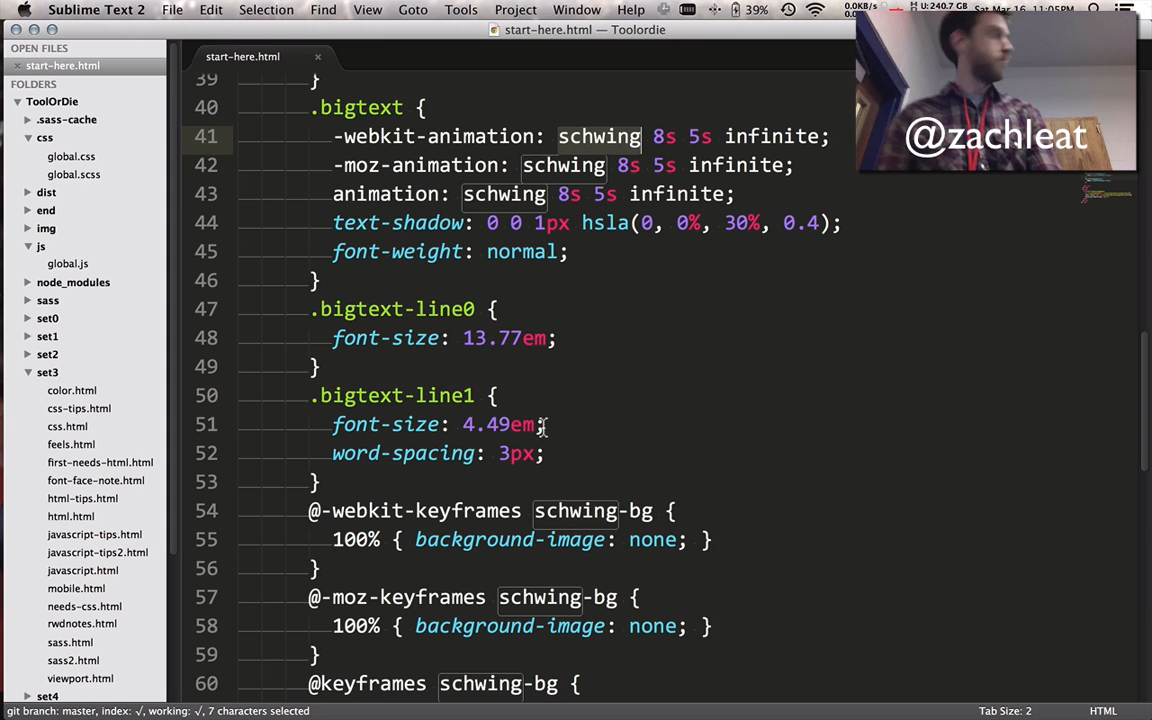 Sublime Text 2 File Edit Selection Find View Goto Tools Project Window Help 39% 0.0KB/s U: 240.7 GB Sat Mar 16 11:05PM
start-here.html — Toolordie
OPEN FILES
start-here.html
FOLDERS
ToolOrDie
.sass-cache
css
global.css
global.scss
dist
end
img
js
global.js
node_modules
sass
set0
set1
set2
set3
color.html
css-tips.html
css.html
feels.html
first-needs-html.html
font-face-note.html
html-tips.html
html.html
javascript-tips.html
javascript-tips2.html
javascript.html
mobile.html
needs-css.html
rwdnotes.html
sass.html
sass2.html
viewport.html
set4
start-here.html
39 }
40 .bigtext {
41 -webkit-animation: schwing 8s 5s infinite;
42 -moz-animation: schwing 8s 5s infinite;
43 animation: schwing 8s 5s infinite;
44 text-shadow: 0 0 1px hsla(0, 0%, 30%, 0.4);
45 font-weight: normal;
46 }
47 .bigtext-line0 {
48 font-size: 13.77em;
49 }
50 .bigtext-line1 {
51 font-size: 4.49em;
52 word-spacing: 3px;
53 }
54 @-webkit-keyframes schwing-bg {
55 100% { background-image: none; }
56 }
57 @-moz-keyframes schwing-bg {
58 100% { background-image: none; }
59 }
60 @keyframes schwing-bg {
@zachleat
git branch: master, index: √, working: √, 7 characters selected
Tab Size: 2
HTML